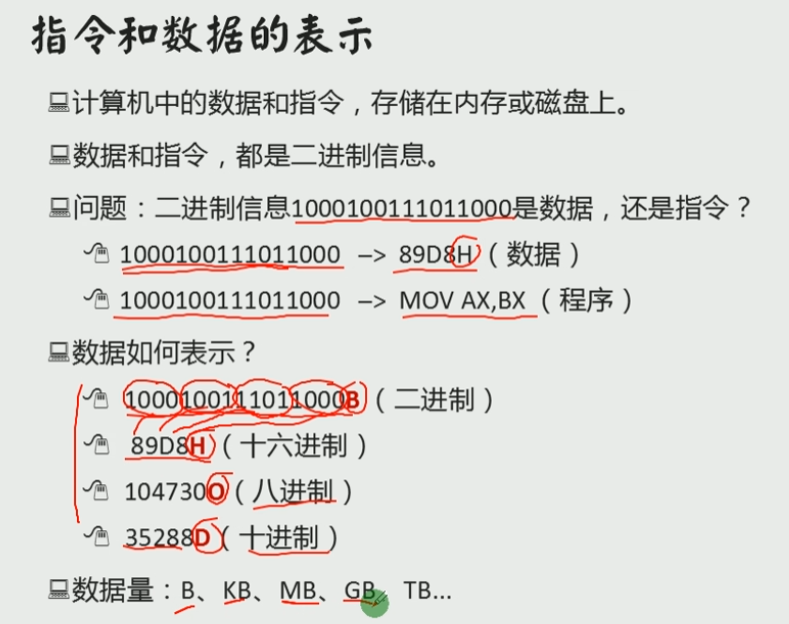 指令和数据的表示
计算机中的数据和指令，存储在内存或磁盘上。
数据和指令，都是二进制信息。
问题：二进制信息1000100111011000是数据，还是指令？
1000100111011000 —> 89D8H（数据）
1000100111011000 —> MOV AX,BX（程序）
数据如何表示？
1000100111011000B（二进制）
89D8H（十六进制）
104730O（八进制）
35288D（十进制）
数据量：B、KB、MB、GB、TB...